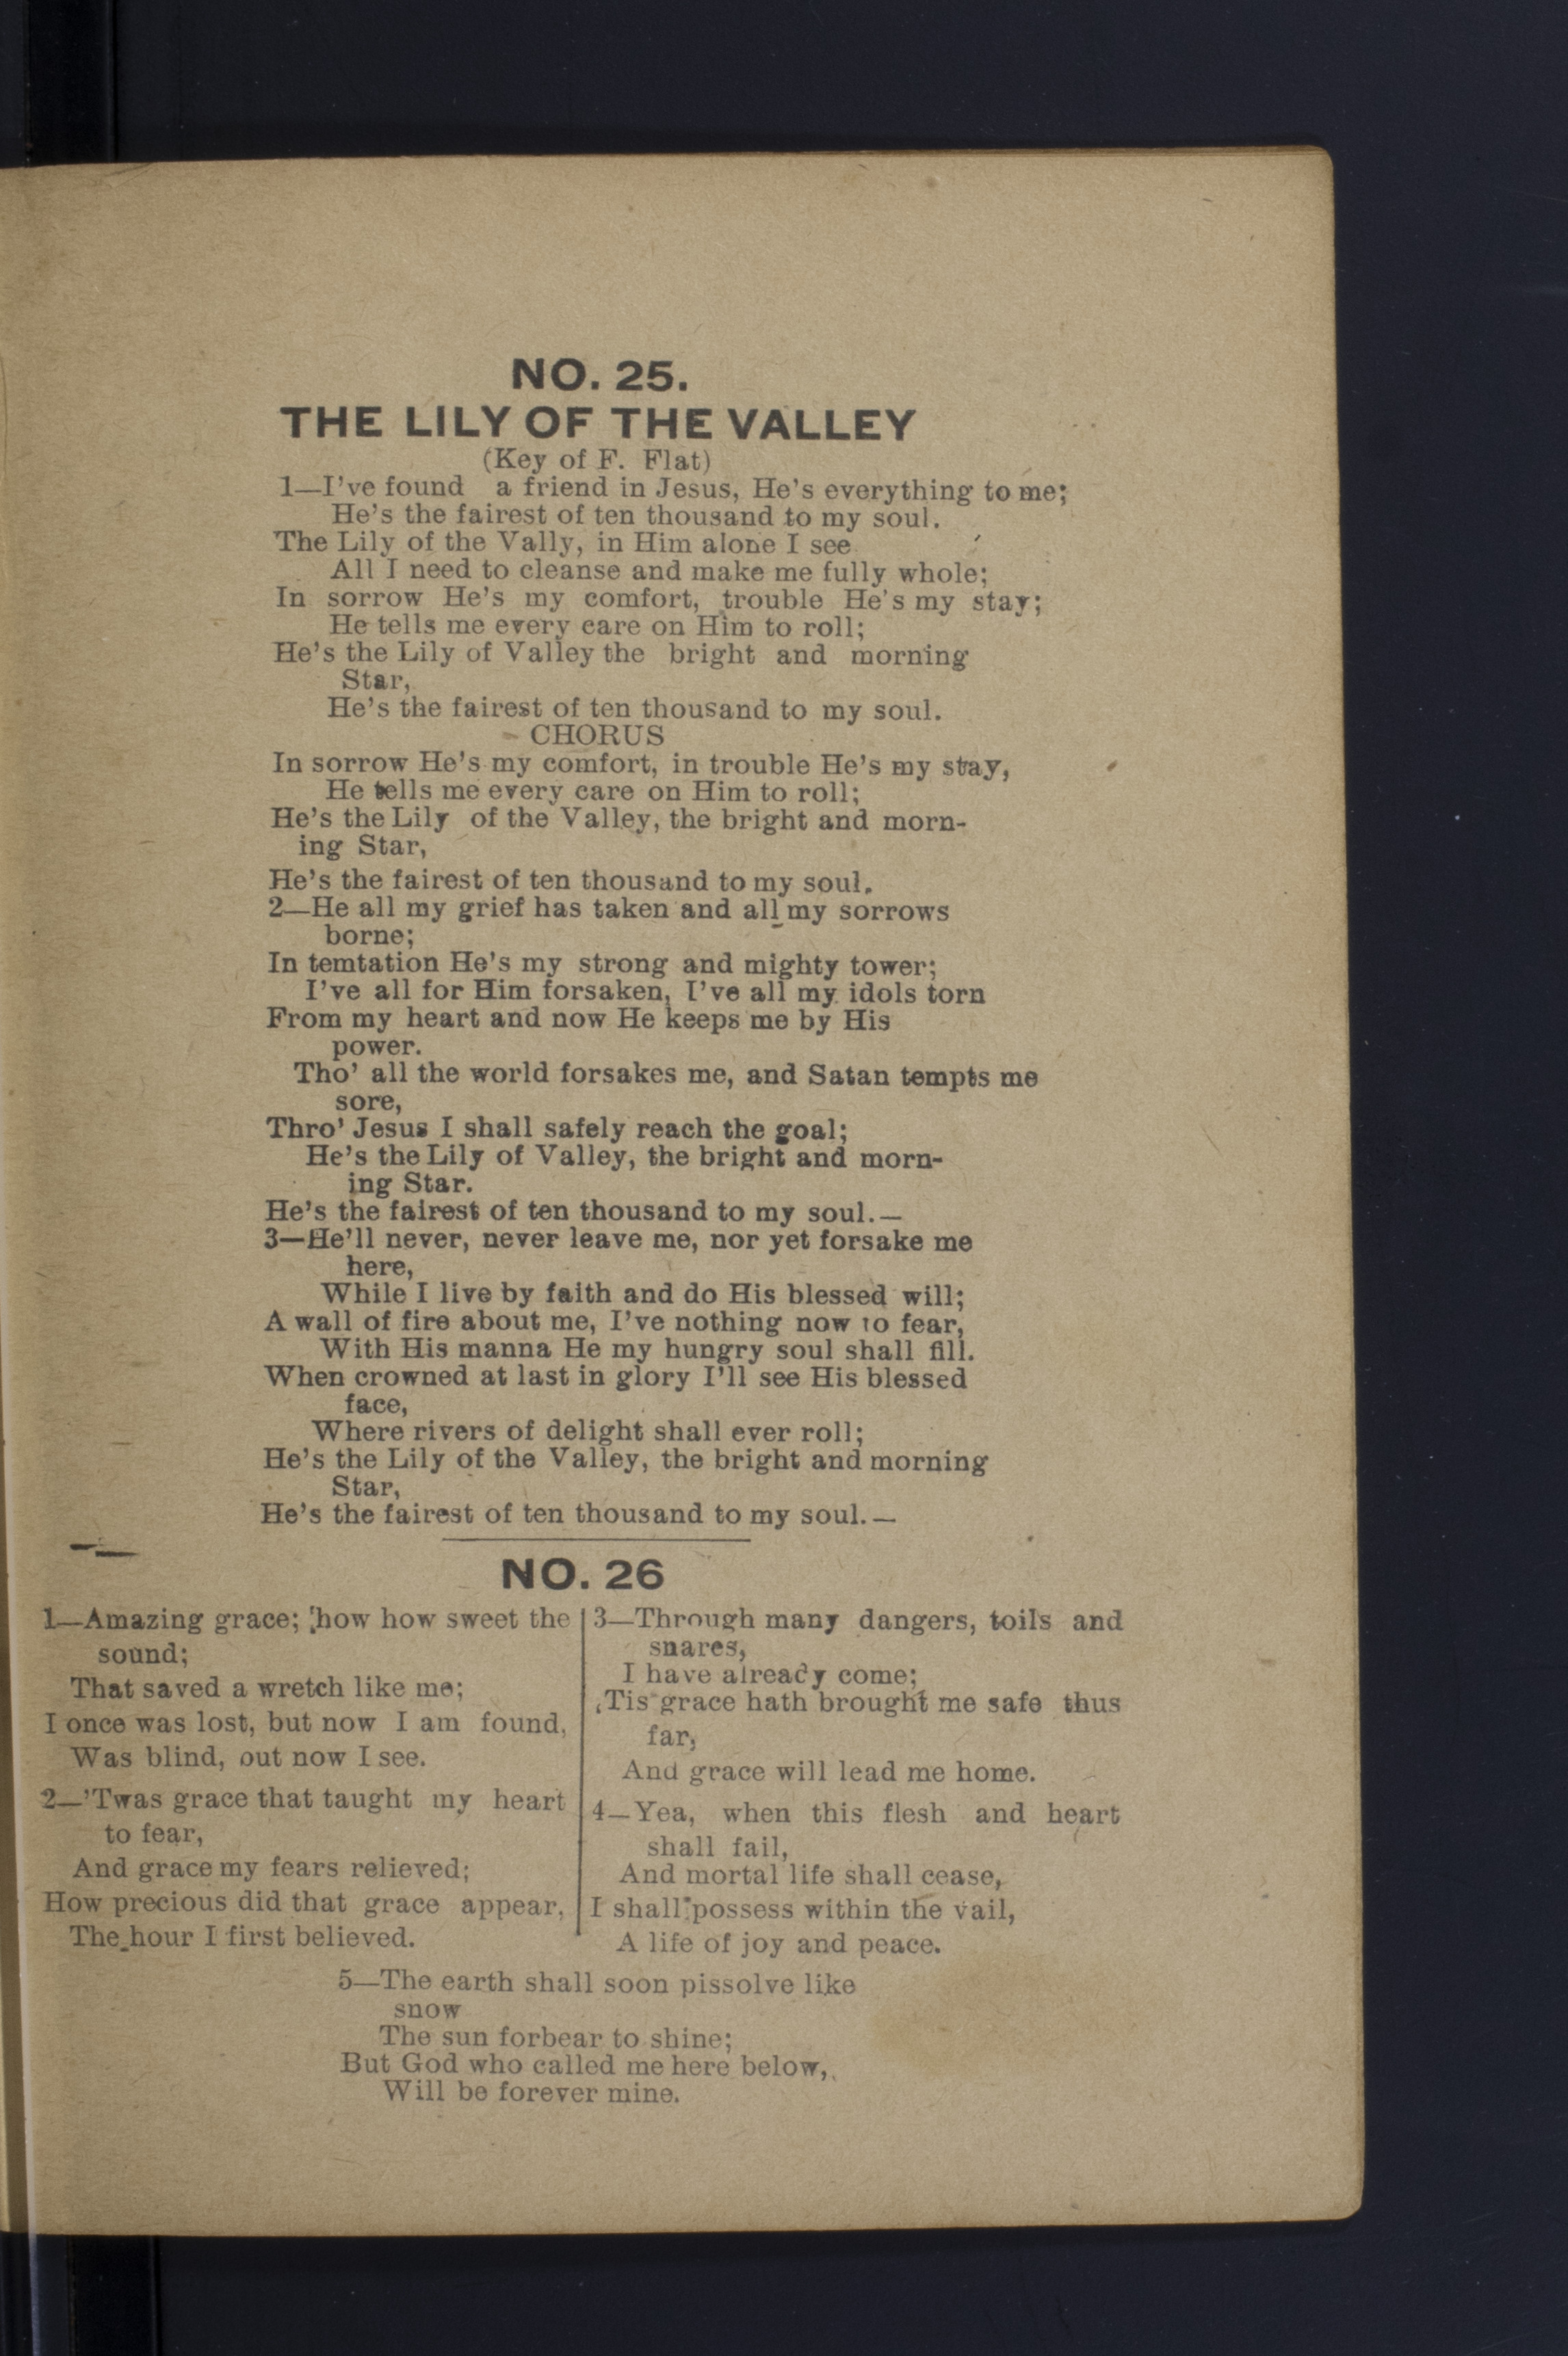 NO. 25.
THE LILY OF THE VALLEY
(Key of F. Flat)
1—I've found a friend in Jesus, He's everything to me;
He's the fairest of ten thousand to my soul.
The Lily of the Vally, in Him alone I see
All I need to cleanse and make me fully whole;
In sorrow He's my comfort, trouble He's my stay;
He tells me every care on Him to roll;
He's the Lily of Valley the bright and morning
Star,
He's the fairest of ten thousand to my soul.
CHORUS
In sorrow He's my comfort, in trouble He's my stay,
He tells me every care on Him to roll;
He's the Lily of the Valley, the bright and morn-
ing Star,
He's the fairest of ten thousand to my soul.
2—He all my grief has taken and all my sorrows
borne;
In temtation He's my strong and mighty tower;
I've all for Him forsaken, I've all my idols torn
From my heart and now He keeps me by His
power.
Tho' all the world forsakes me, and Satan tempts me
sore,
Thro' Jesus I shall safely reach the goal;
He's the Lily of Valley, the bright and morn-
ing Star.
He's the fairest of ten thousand to my soul.—
3—He'll never, never leave me, nor yet forsake me
here,
While I live by faith and do His blessed will;
A wall of fire about me, I've nothing now to fear,
With His manna He my hungry soul shall fill.
When crowned at last in glory I'll see His blessed
face,
Where rivers of delight shall ever roll;
He's the Lily of the Valley, the bright and morning
Star,
He's the fairest of ten thousand to my soul.—
NO. 26
1—Amazing grace; how how sweet the
sound;
That saved a wretch like me;
I once was lost, but now I am found,
Was blind, out now I see.
2—'Twas grace that taught my heart
to fear,
And grace my fears relieved;
How precious did that grace appear,
The hour I first believed.
3—Through many dangers, toils and
snares,
I have already come;
,Tis grace hath brought me safe thus
far,
And grace will lead me home.
4—Yea, when this flesh and heart
shall fail,
And mortal life shall cease,
I shall possess within the vail,
A life of joy and peace.
5—The earth shall soon pissolve like
snow
The sun forbear to shine;
But God who called me here below,
Will be forever mine.